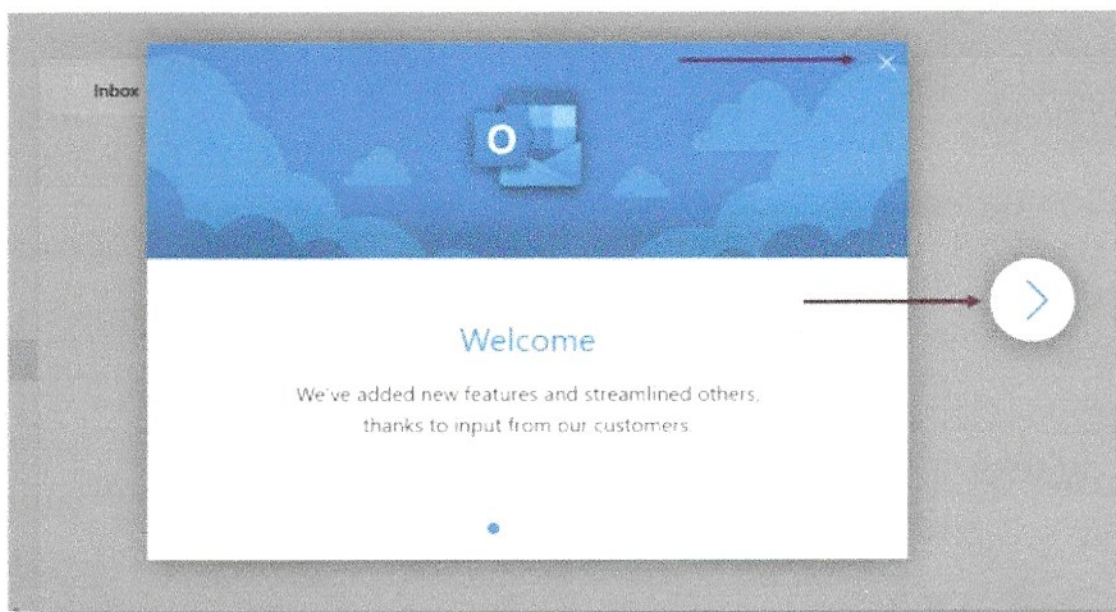 Inbox
O
Welcome
We've added new features and streamlined others,
thanks to input from our customers.